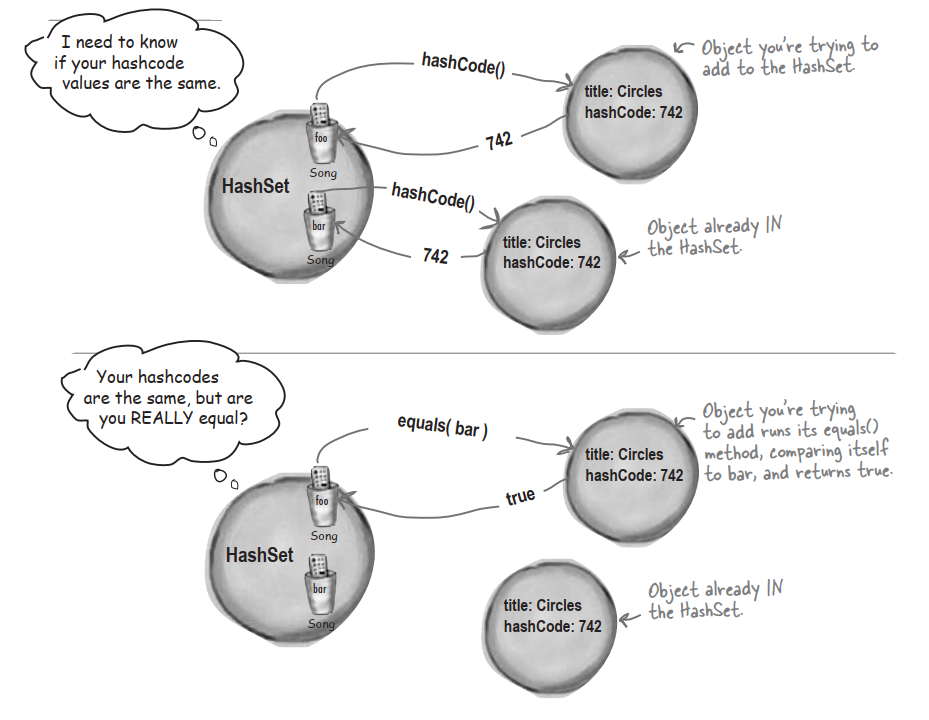 I need to know
if your hashcode
values are the same.
hashCode()
Object you're trying to
add to the HashSet.
title: Circles
hashCode: 742
foo
742
Song
HashSet
hashCode()
bar
Song
742
title: Circles
hashCode: 742
Object already IN
the HashSet.
Your hashcodes
are the same, but are
you REALLY equal?
equals( bar )
Object you're trying
to add runs its equals()
method, comparing itself
to bar, and returns true.
title: Circles
hashCode: 742
foo
true
Song
HashSet
bar
Song
title: Circles
hashCode: 742
Object already IN
the HashSet.